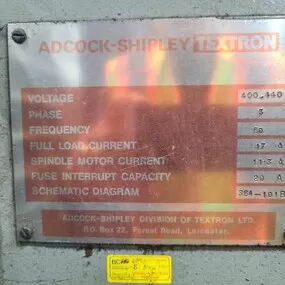 ADCOCK-SHIPLEY TEXTRON
VOLTAGE 400-440
PHASE 3
FREQUENCY 50
FULL LOAD CURRENT 17 A
SPINDLE MOTOR CURRENT 11·3 A
FUSE INTERRUPT CAPACITY 20 A
SCHEMATIC DIAGRAM
ADCOCK-SHIPLEY DIVISION OF TEXTRON LTD.
P.O. Box 22, Forest Road, Leicester.